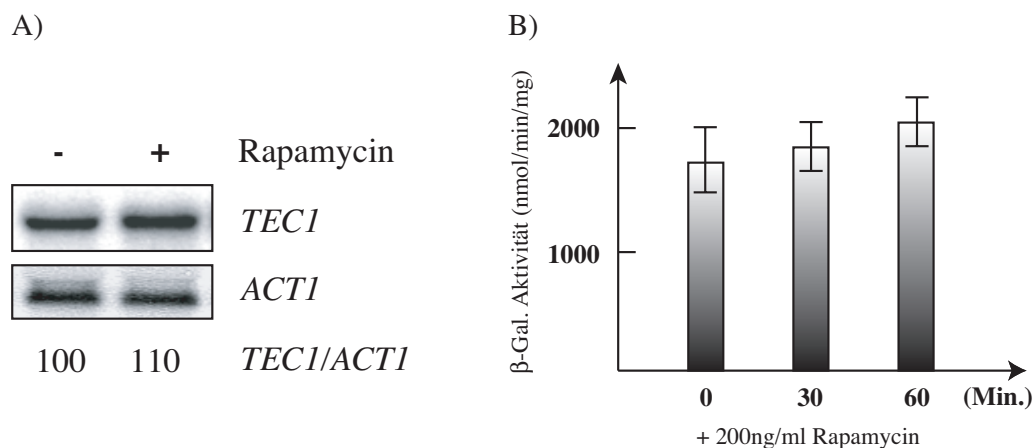 A)
- + Rapamycin
TEC1
ACT1
100 110 TEC1/ACT1
B)
β-Gal. Aktivität (nmol/min/mg)
2000
1000
0 30 60 (Min.)
+ 200ng/ml Rapamycin